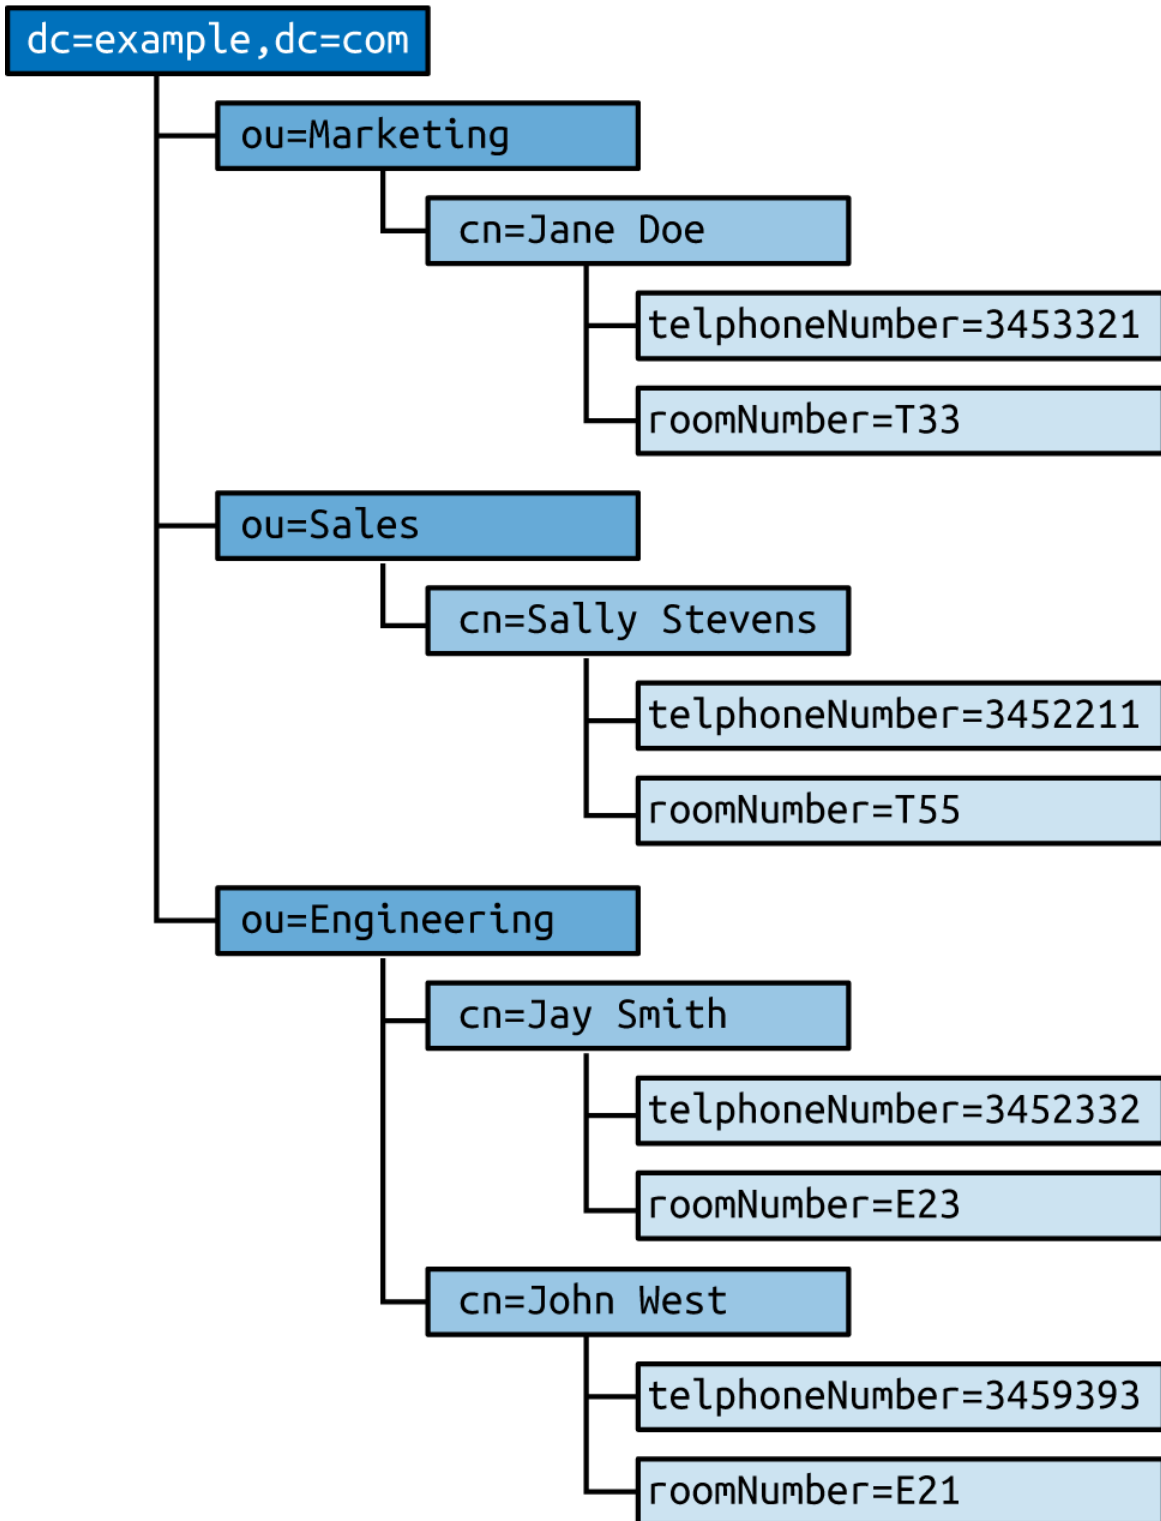 dc=example,dc=com
ou=Marketing
cn=Jane Doe
telphoneNumber=3453321
roomNumber=T33
ou=Sales
cn=Sally Stevens
telphoneNumber=3452211
roomNumber=T55
ou=Engineering
cn=Jay Smith
telphoneNumber=3452332
roomNumber=E23
cn=John West
telphoneNumber=3459393
roomNumber=E21